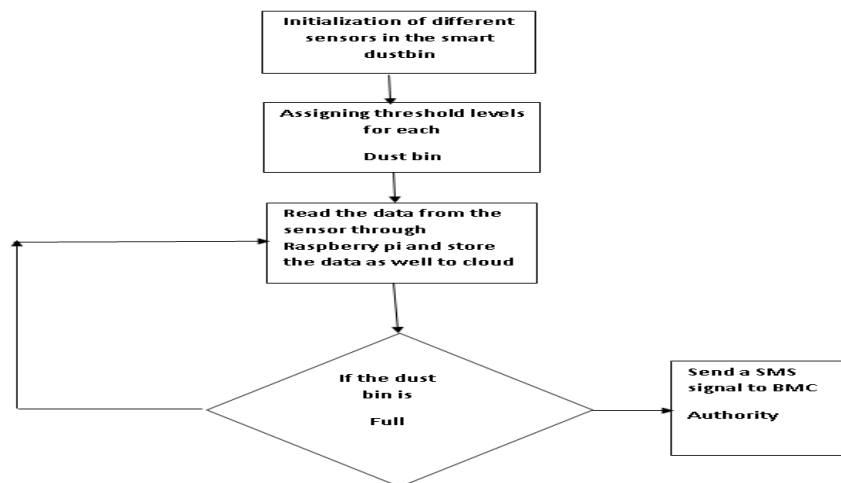 Initialization of different
sensors in the smart
dustbin
Assigning threshold levels
for each
Dust bin
Read the data from the
sensor through
Raspberry pi and store
the data as well to cloud
If the dust
bin is
Full
Send a SMS
signal to BMC
Authority